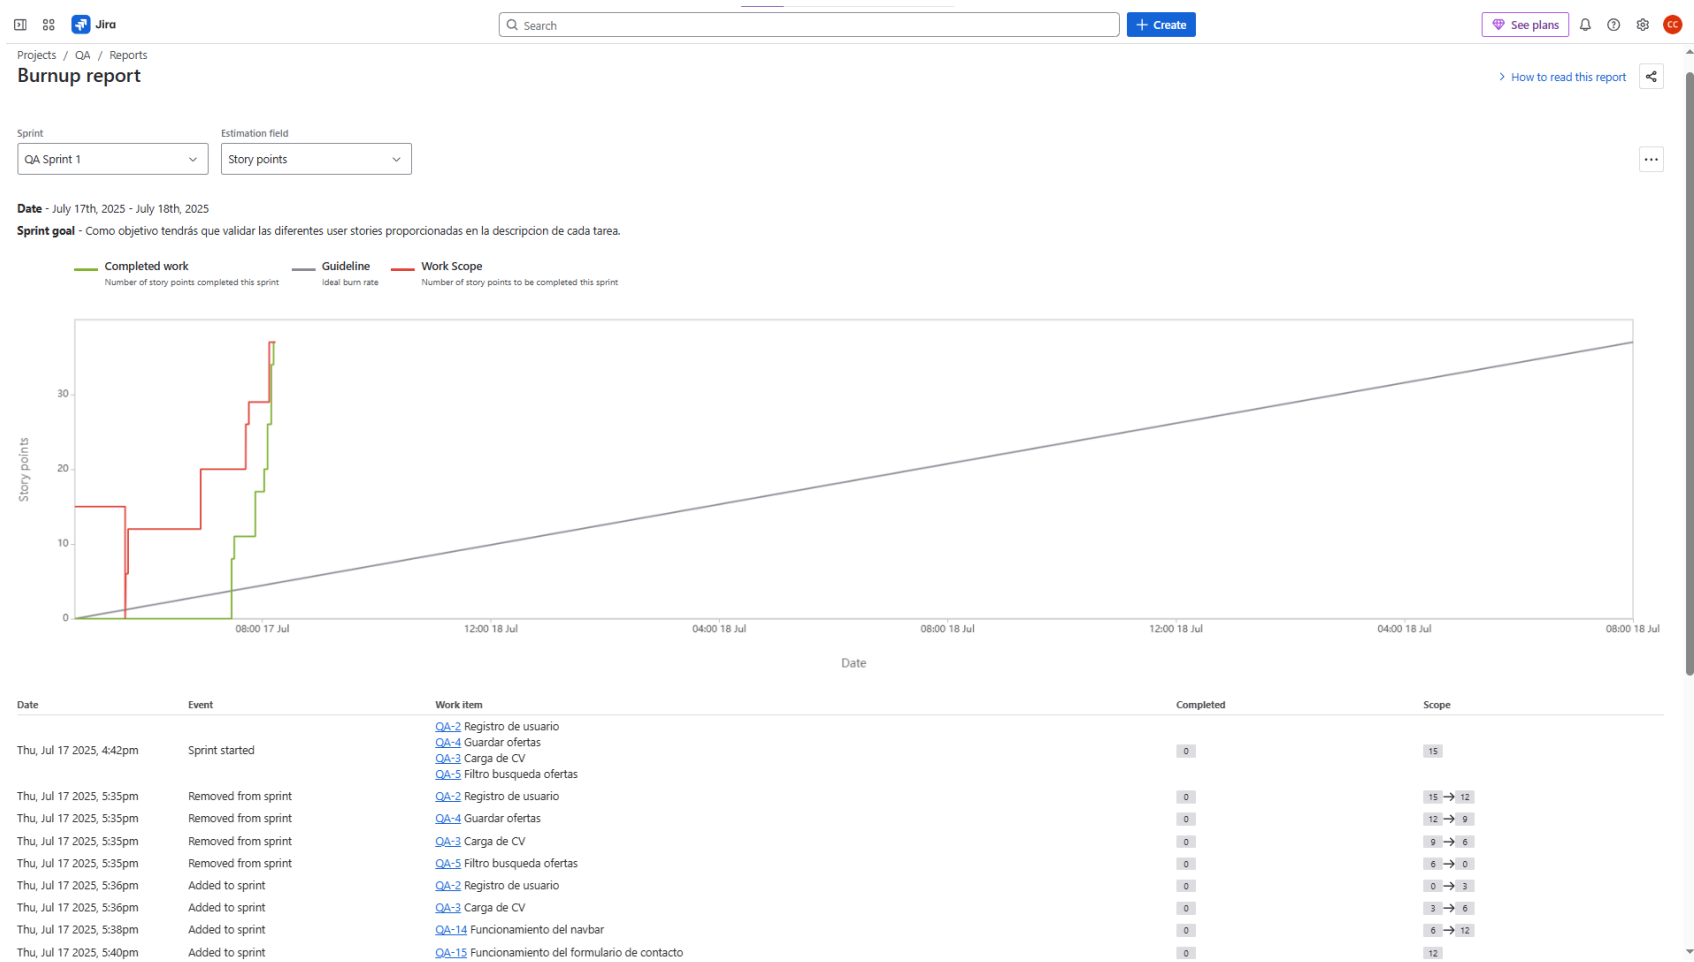 Jira
Search
Create
See plans
CC
Projects / QA / Reports
Burnup report
How to read this report
Sprint
Estimation field
QA Sprint 1
Story points
Date - July 17th, 2025 - July 18th, 2025
Sprint goal - Como objetivo tendrás que validar las diferentes user stories proporcionadas en la descripcion de cada tarea.
Completed work
Number of story points completed this sprint
Guideline
Ideal burn rate
Work Scope
Number of story points to be completed this sprint
30
20
10
0
Story points
08:00 17 Jul
12:00 18 Jul
04:00 18 Jul
08:00 18 Jul
12:00 18 Jul
04:00 18 Jul
08:00 18 Jul
Date
Date Event Work item Completed Scope
Thu, Jul 17 2025, 4:42pm Sprint started QA-2 Registro de usuario
QA-4 Guardar ofertas
QA-3 Carga de CV
QA-5 Filtro busqueda ofertas
0 15
Thu, Jul 17 2025, 5:35pm Removed from sprint QA-2 Registro de usuario 0 15 → 12
Thu, Jul 17 2025, 5:35pm Removed from sprint QA-4 Guardar ofertas 0 12 → 9
Thu, Jul 17 2025, 5:35pm Removed from sprint QA-3 Carga de CV 0 9 → 6
Thu, Jul 17 2025, 5:35pm Removed from sprint QA-5 Filtro busqueda ofertas 0 6 → 0
Thu, Jul 17 2025, 5:36pm Added to sprint QA-2 Registro de usuario 0 0 → 3
Thu, Jul 17 2025, 5:36pm Added to sprint QA-3 Carga de CV 0 3 → 6
Thu, Jul 17 2025, 5:38pm Added to sprint QA-14 Funcionamiento del navbar 0 6 → 12
Thu, Jul 17 2025, 5:40pm Added to sprint QA-15 Funcionamiento del formulario de contacto 0 12